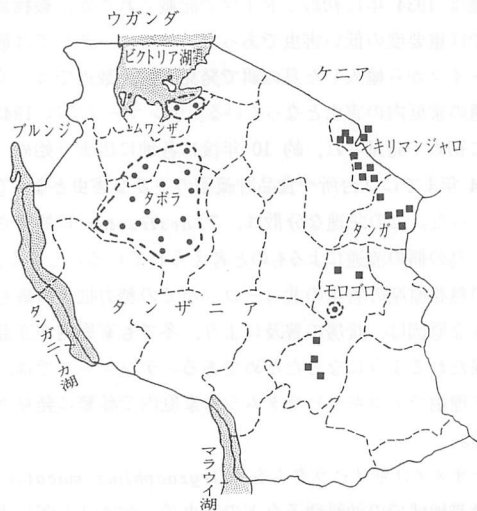 ウガンダ
ビクトリア湖
ケニア
ブルンジ
ムワンザ
キリマンジャロ
タボラ
タンガ
モロゴロ
タンザニア
タンガニーカ湖
マラウイ湖